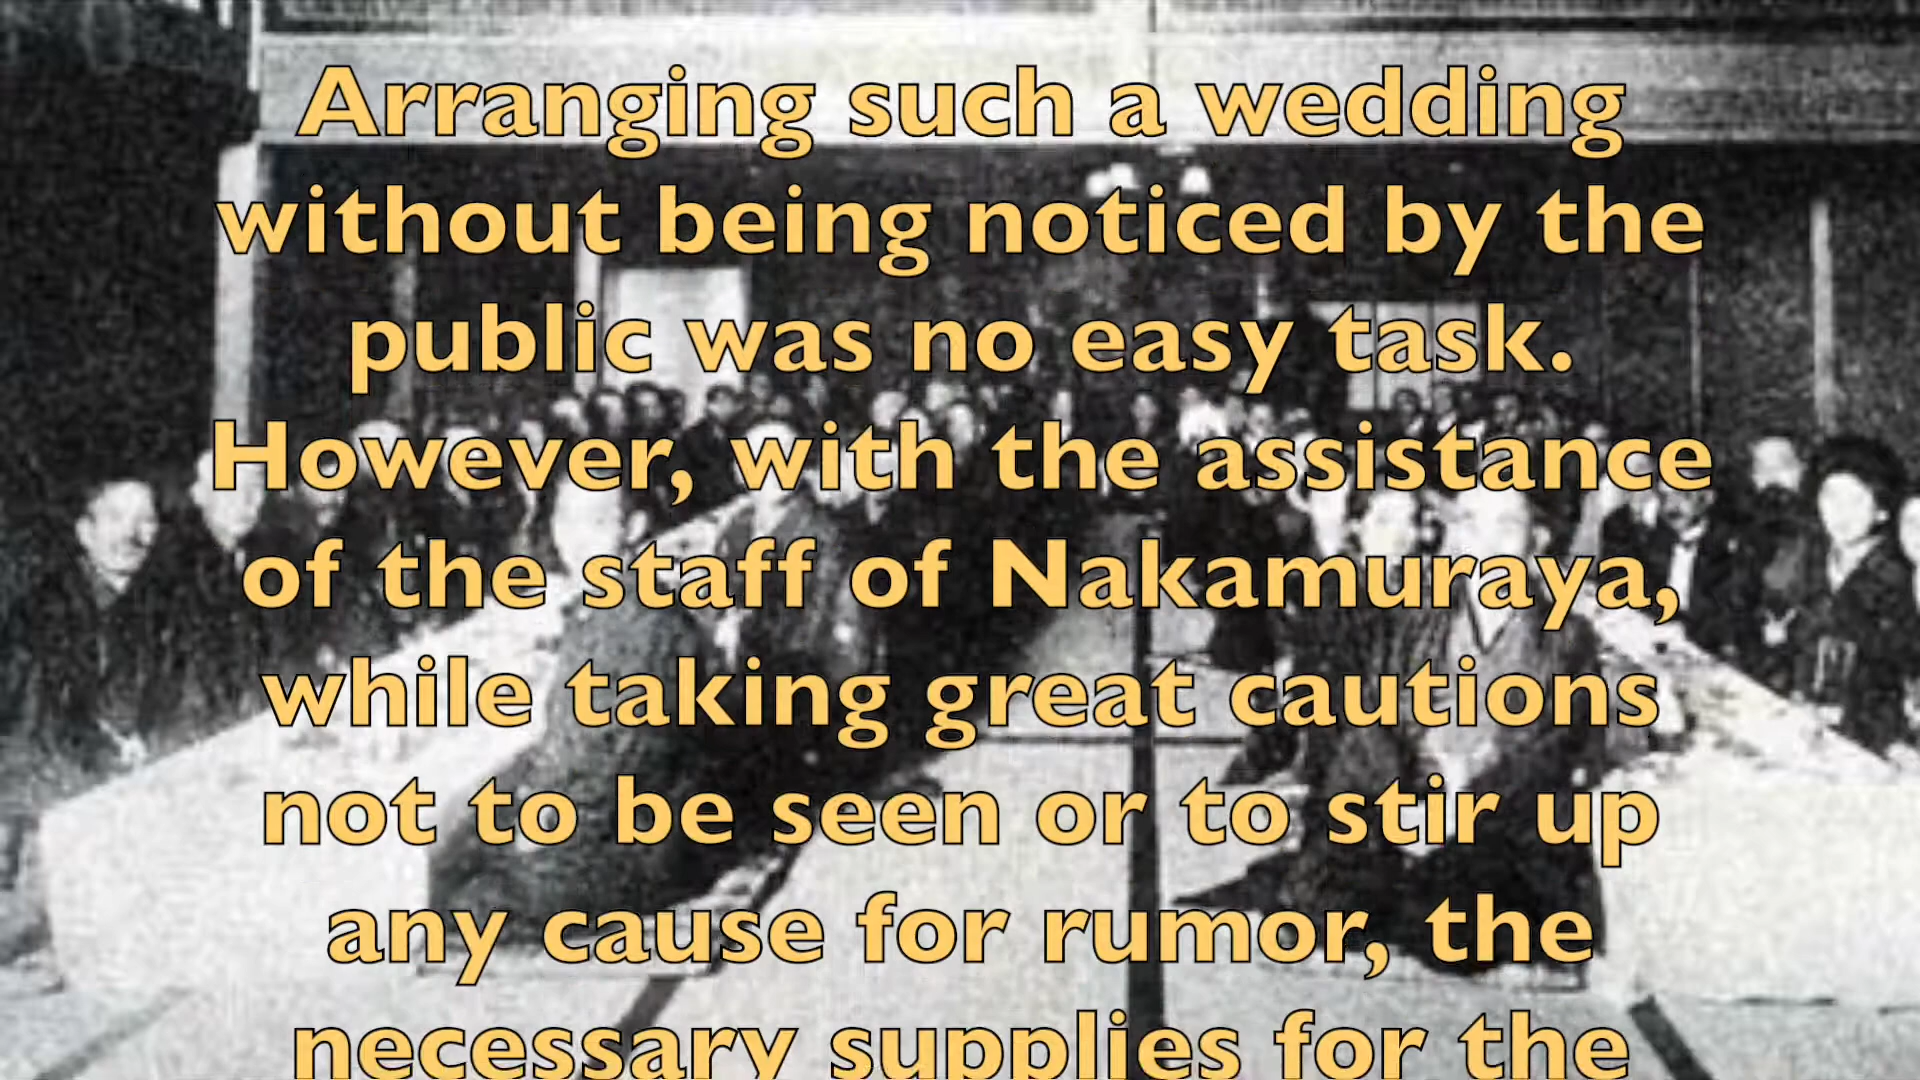 Arranging such a wedding
without being noticed by the
public was no easy task.
However, with the assistance
of the staff of Nakamuraya,
while taking great cautions
not to be seen or to stir up
any cause for rumor, the
necessary supplies for the